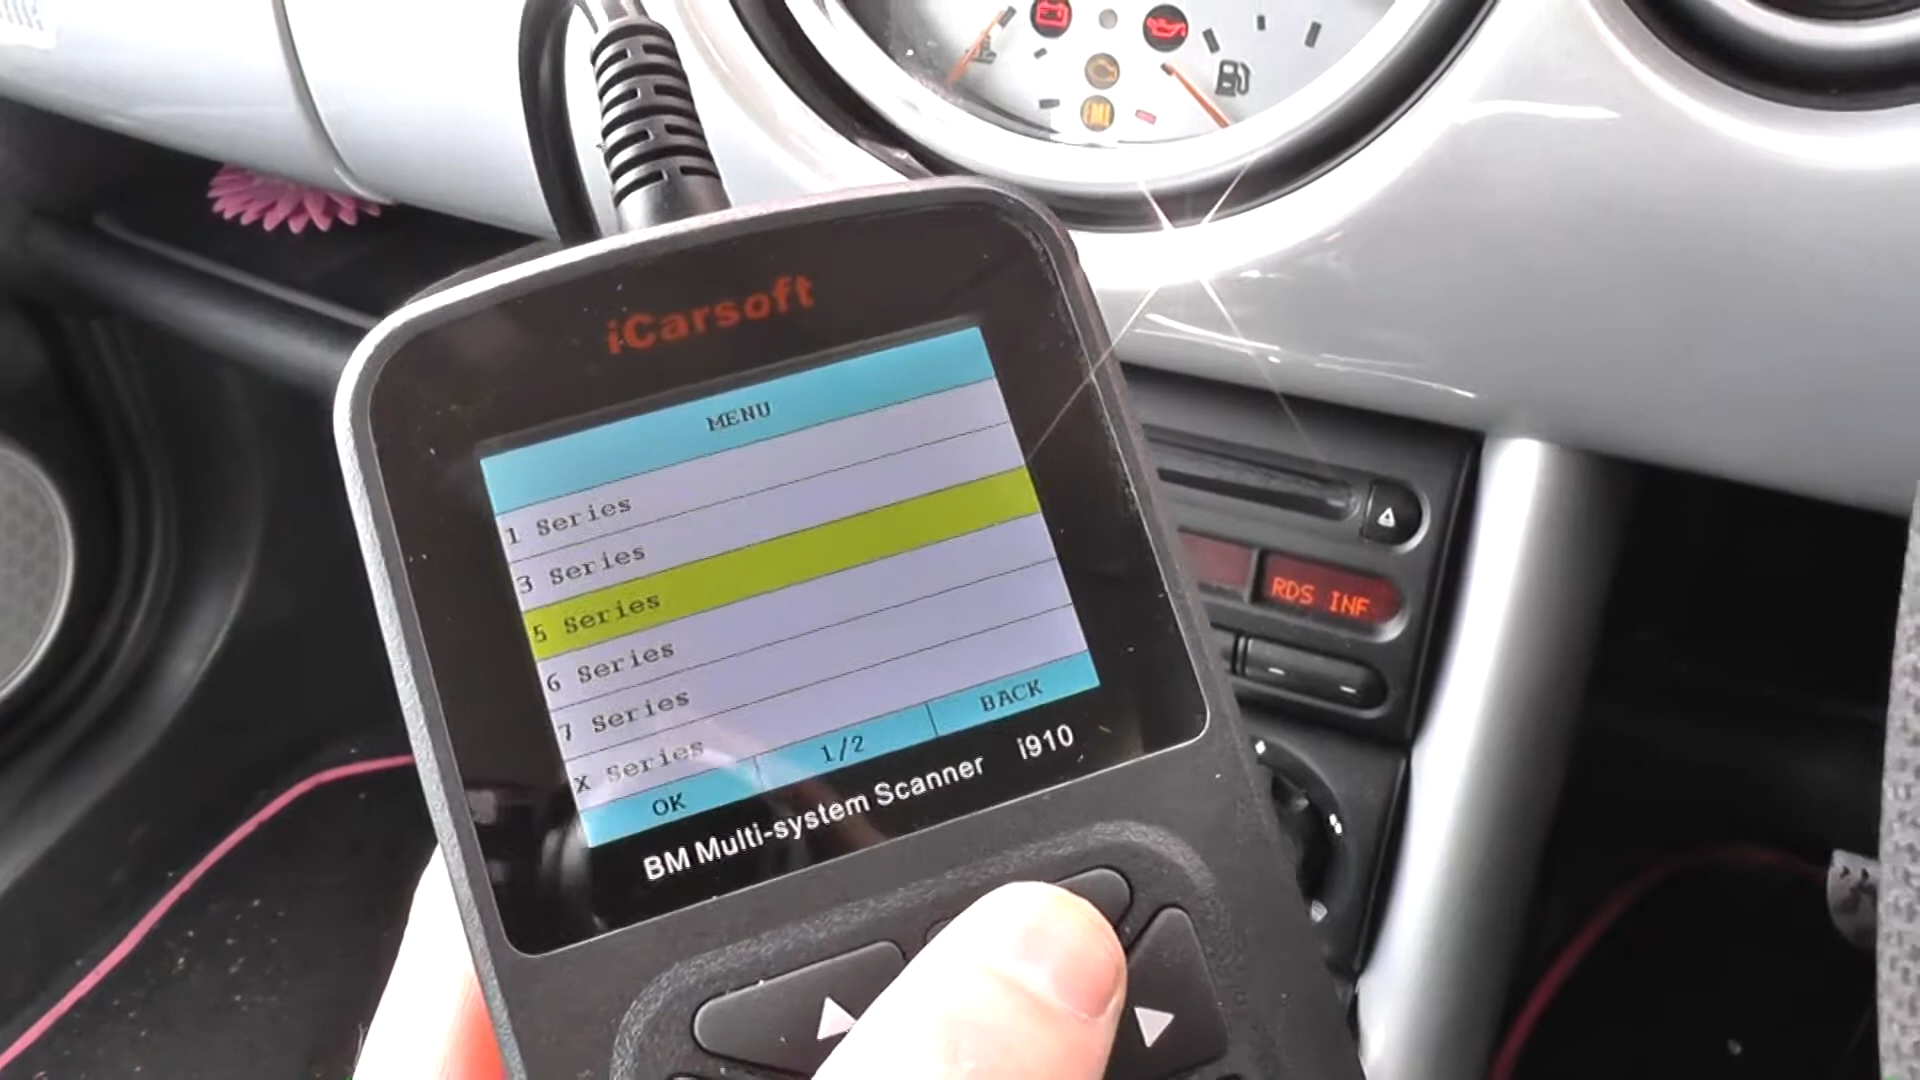 iCarsoft
MENU
1 Series
3 Series
5 Series
6 Series
7 Series
X Series
OK 1/2 BACK
BM Multi-system Scanner i910
RDS INF